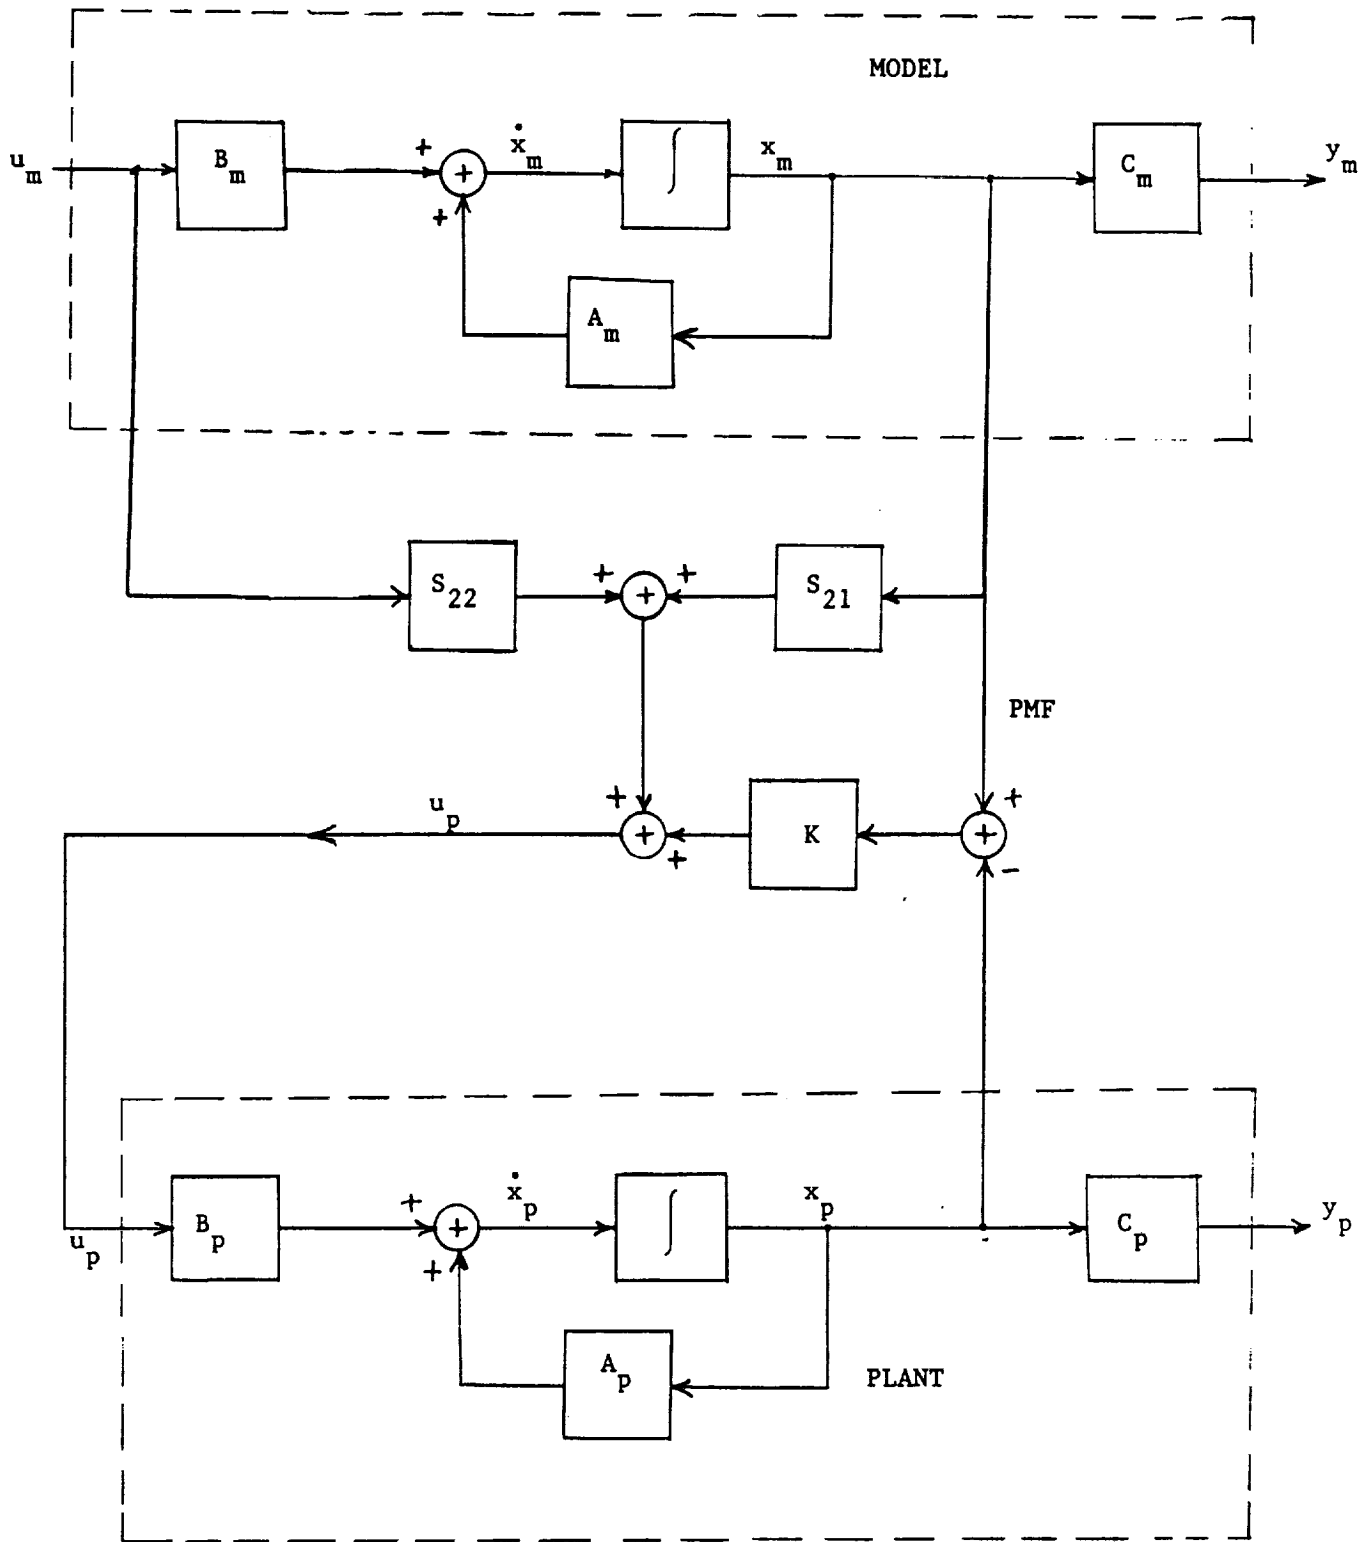 MODEL
u_m
B_m
+
+
+
ẋ_m
∫
x_m
C_m
y_m
A_m
S_22
+
+
+
S_21
PMF
u_p
+
+
+
K
+
+
-
u_p
B_p
+
+
+
ẋ_p
∫
x_p
C_p
y_p
A_p
PLANT